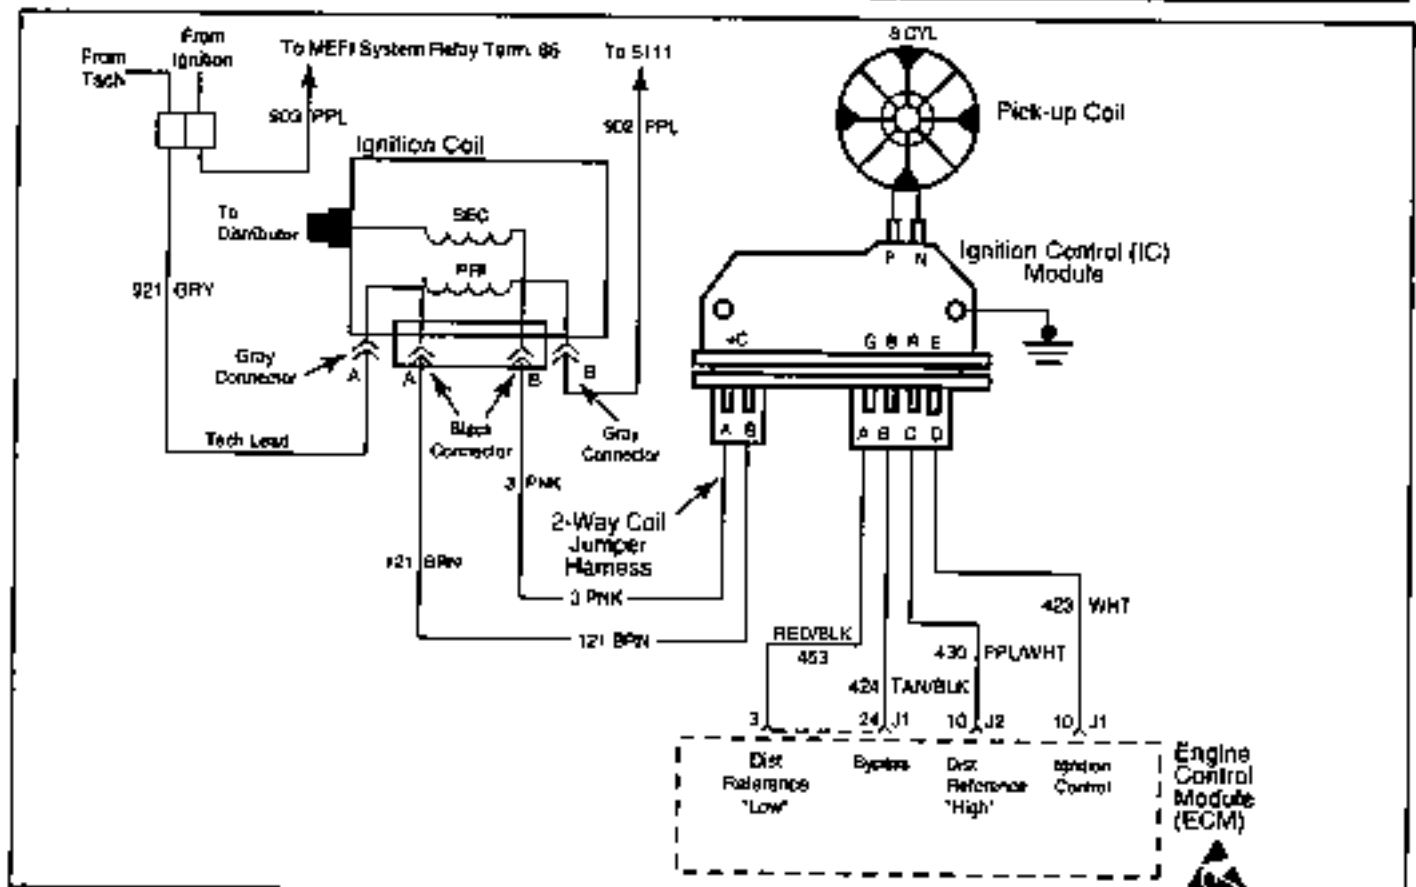 8 CYL
From
Tach
From
Ignition
To MEFI System Relay Term. 86
To S111
903 PPL
902 PPL
Pick-up Coil
Ignition Coil
To
Distributor
SEC
PRI
P N
Ignition Control (IC)
Module
921 GRY
+C
G B R E
Gray
Connector
A
A
B
B
Black
Connector
Gray
Connector
Tach Lead
A B
A B C D
3 PNK
2-Way Coil
Jumper
Harness
121 BRN
3 PNK
121 BRN
423 WHT
RED/BLK
453
430 PPL/WHT
424 TAN/BLK
3
24 J1
10 J2
10 J1
Dist
Reference
"Low"
Bypass
Dist
Reference
"High"
Ignition
Control
Engine
Control
Module
(ECM)